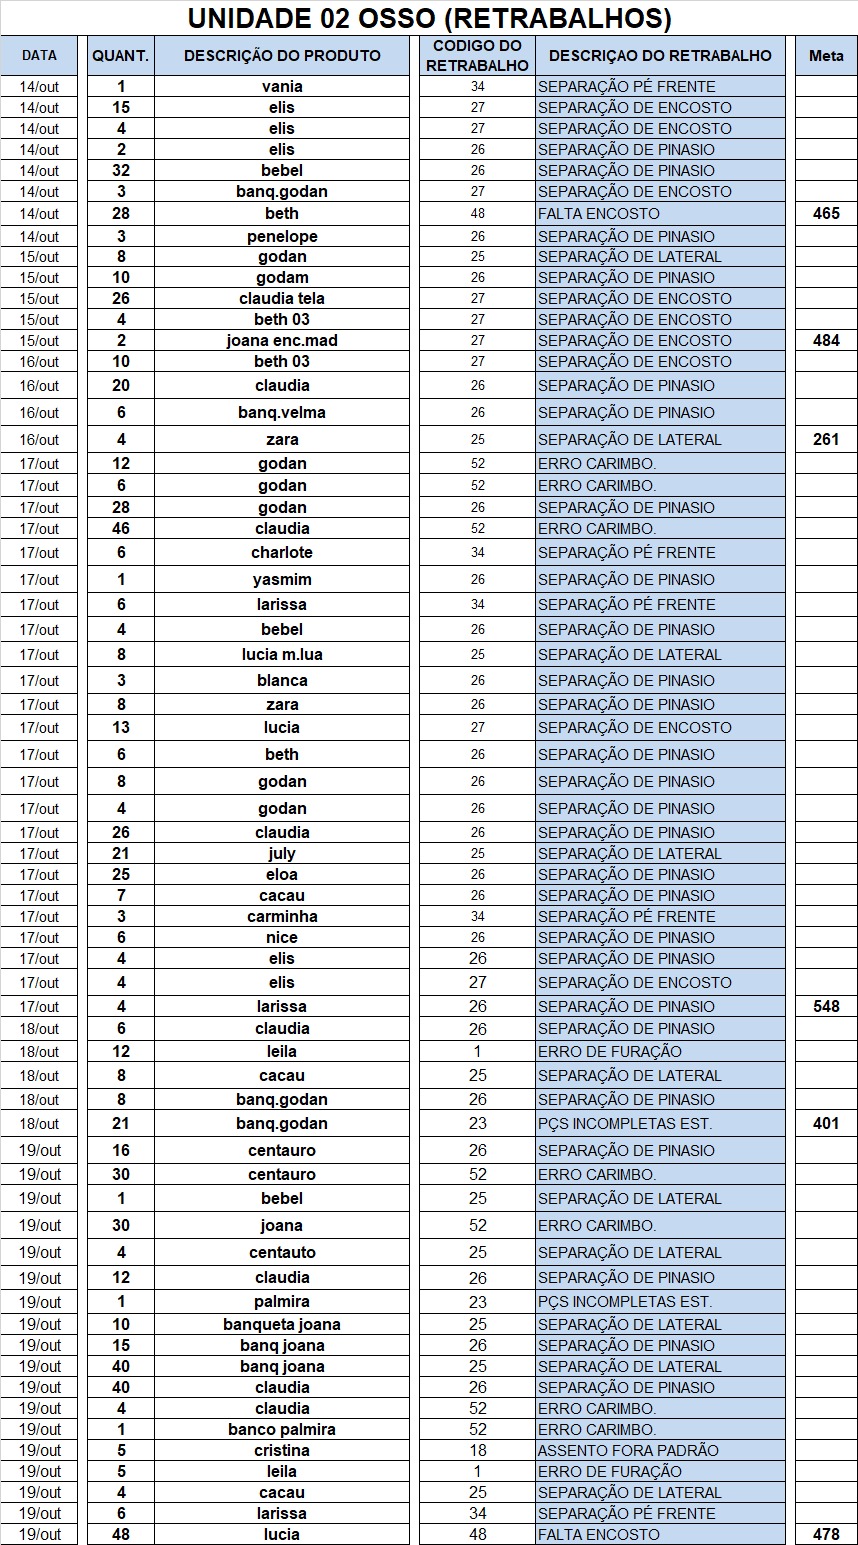 UNIDADE 02 OSSO (RETRABALHOS)
DATA QUANT. DESCRIÇÃO DO PRODUTO CODIGO DO RETRABALHO DESCRIÇAO DO RETRABALHO Meta
14/out 1 vania 34 SEPARAÇÃO PÉ FRENTE
14/out 15 elis 27 SEPARAÇÃO DE ENCOSTO
14/out 4 elis 27 SEPARAÇÃO DE ENCOSTO
14/out 2 elis 26 SEPARAÇÃO DE PINASIO
14/out 32 bebel 26 SEPARAÇÃO DE PINASIO
14/out 3 banq.godan 27 SEPARAÇÃO DE ENCOSTO
14/out 28 beth 48 FALTA ENCOSTO 465
14/out 3 penelope 26 SEPARAÇÃO DE PINASIO
15/out 8 godan 25 SEPARAÇÃO DE LATERAL
15/out 10 godam 26 SEPARAÇÃO DE PINASIO
15/out 26 claudia tela 27 SEPARAÇÃO DE ENCOSTO
15/out 4 beth 03 27 SEPARAÇÃO DE ENCOSTO
15/out 2 joana enc.mad 27 SEPARAÇÃO DE ENCOSTO 484
16/out 10 beth 03 27 SEPARAÇÃO DE ENCOSTO
16/out 20 claudia 26 SEPARAÇÃO DE PINASIO
16/out 6 banq.velma 26 SEPARAÇÃO DE PINASIO
16/out 4 zara 25 SEPARAÇÃO DE LATERAL 261
17/out 12 godan 52 ERRO CARIMBO.
17/out 6 godan 52 ERRO CARIMBO.
17/out 28 godan 26 SEPARAÇÃO DE PINASIO
17/out 46 claudia 52 ERRO CARIMBO.
17/out 6 charlote 34 SEPARAÇÃO PÉ FRENTE
17/out 1 yasmim 26 SEPARAÇÃO DE PINASIO
17/out 6 larissa 34 SEPARAÇÃO PÉ FRENTE
17/out 4 bebel 26 SEPARAÇÃO DE PINASIO
17/out 8 lucia m.lua 25 SEPARAÇÃO DE LATERAL
17/out 3 blanca 26 SEPARAÇÃO DE PINASIO
17/out 8 zara 26 SEPARAÇÃO DE PINASIO
17/out 13 lucia 27 SEPARAÇÃO DE ENCOSTO
17/out 6 beth 26 SEPARAÇÃO DE PINASIO
17/out 8 godan 26 SEPARAÇÃO DE PINASIO
17/out 4 godan 26 SEPARAÇÃO DE PINASIO
17/out 26 claudia 26 SEPARAÇÃO DE PINASIO
17/out 21 july 25 SEPARAÇÃO DE LATERAL
17/out 25 eloa 26 SEPARAÇÃO DE PINASIO
17/out 7 cacau 26 SEPARAÇÃO DE PINASIO
17/out 3 carminha 34 SEPARAÇÃO PÉ FRENTE
17/out 6 nice 26 SEPARAÇÃO DE PINASIO
17/out 4 elis 26 SEPARAÇÃO DE PINASIO
17/out 4 elis 27 SEPARAÇÃO DE ENCOSTO
17/out 4 larissa 26 SEPARAÇÃO DE PINASIO 548
18/out 6 claudia 26 SEPARAÇÃO DE PINASIO
18/out 12 leila 1 ERRO DE FURAÇÃO
18/out 8 cacau 25 SEPARAÇÃO DE LATERAL
18/out 8 banq.godan 26 SEPARAÇÃO DE PINASIO
18/out 21 banq.godan 23 PÇS INCOMPLETAS EST. 401
19/out 16 centauro 26 SEPARAÇÃO DE PINASIO
19/out 30 centauro 52 ERRO CARIMBO.
19/out 1 bebel 25 SEPARAÇÃO DE LATERAL
19/out 30 joana 52 ERRO CARIMBO.
19/out 4 centauto 25 SEPARAÇÃO DE LATERAL
19/out 12 claudia 26 SEPARAÇÃO DE PINASIO
19/out 1 palmira 23 PÇS INCOMPLETAS EST.
19/out 10 banqueta joana 25 SEPARAÇÃO DE LATERAL
19/out 15 banq joana 26 SEPARAÇÃO DE PINASIO
19/out 40 banq joana 25 SEPARAÇÃO DE LATERAL
19/out 40 claudia 26 SEPARAÇÃO DE PINASIO
19/out 4 claudia 52 ERRO CARIMBO.
19/out 1 banco palmira 52 ERRO CARIMBO.
19/out 5 cristina 18 ASSENTO FORA PADRÃO
19/out 5 leila 1 ERRO DE FURAÇÃO
19/out 4 cacau 25 SEPARAÇÃO DE LATERAL
19/out 6 larissa 34 SEPARAÇÃO PÉ FRENTE
19/out 48 lucia 48 FALTA ENCOSTO 478